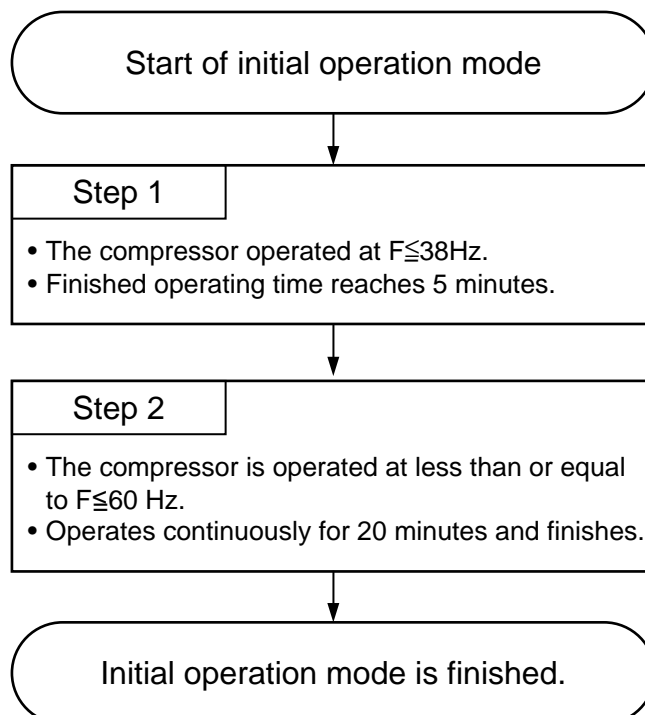 Start of initial operation mode
Step 1
• The compressor operated at F≦38Hz.
• Finished operating time reaches 5 minutes.
Step 2
• The compressor is operated at less than or equal
to F≦60 Hz.
• Operates continuously for 20 minutes and finishes.
Initial operation mode is finished.